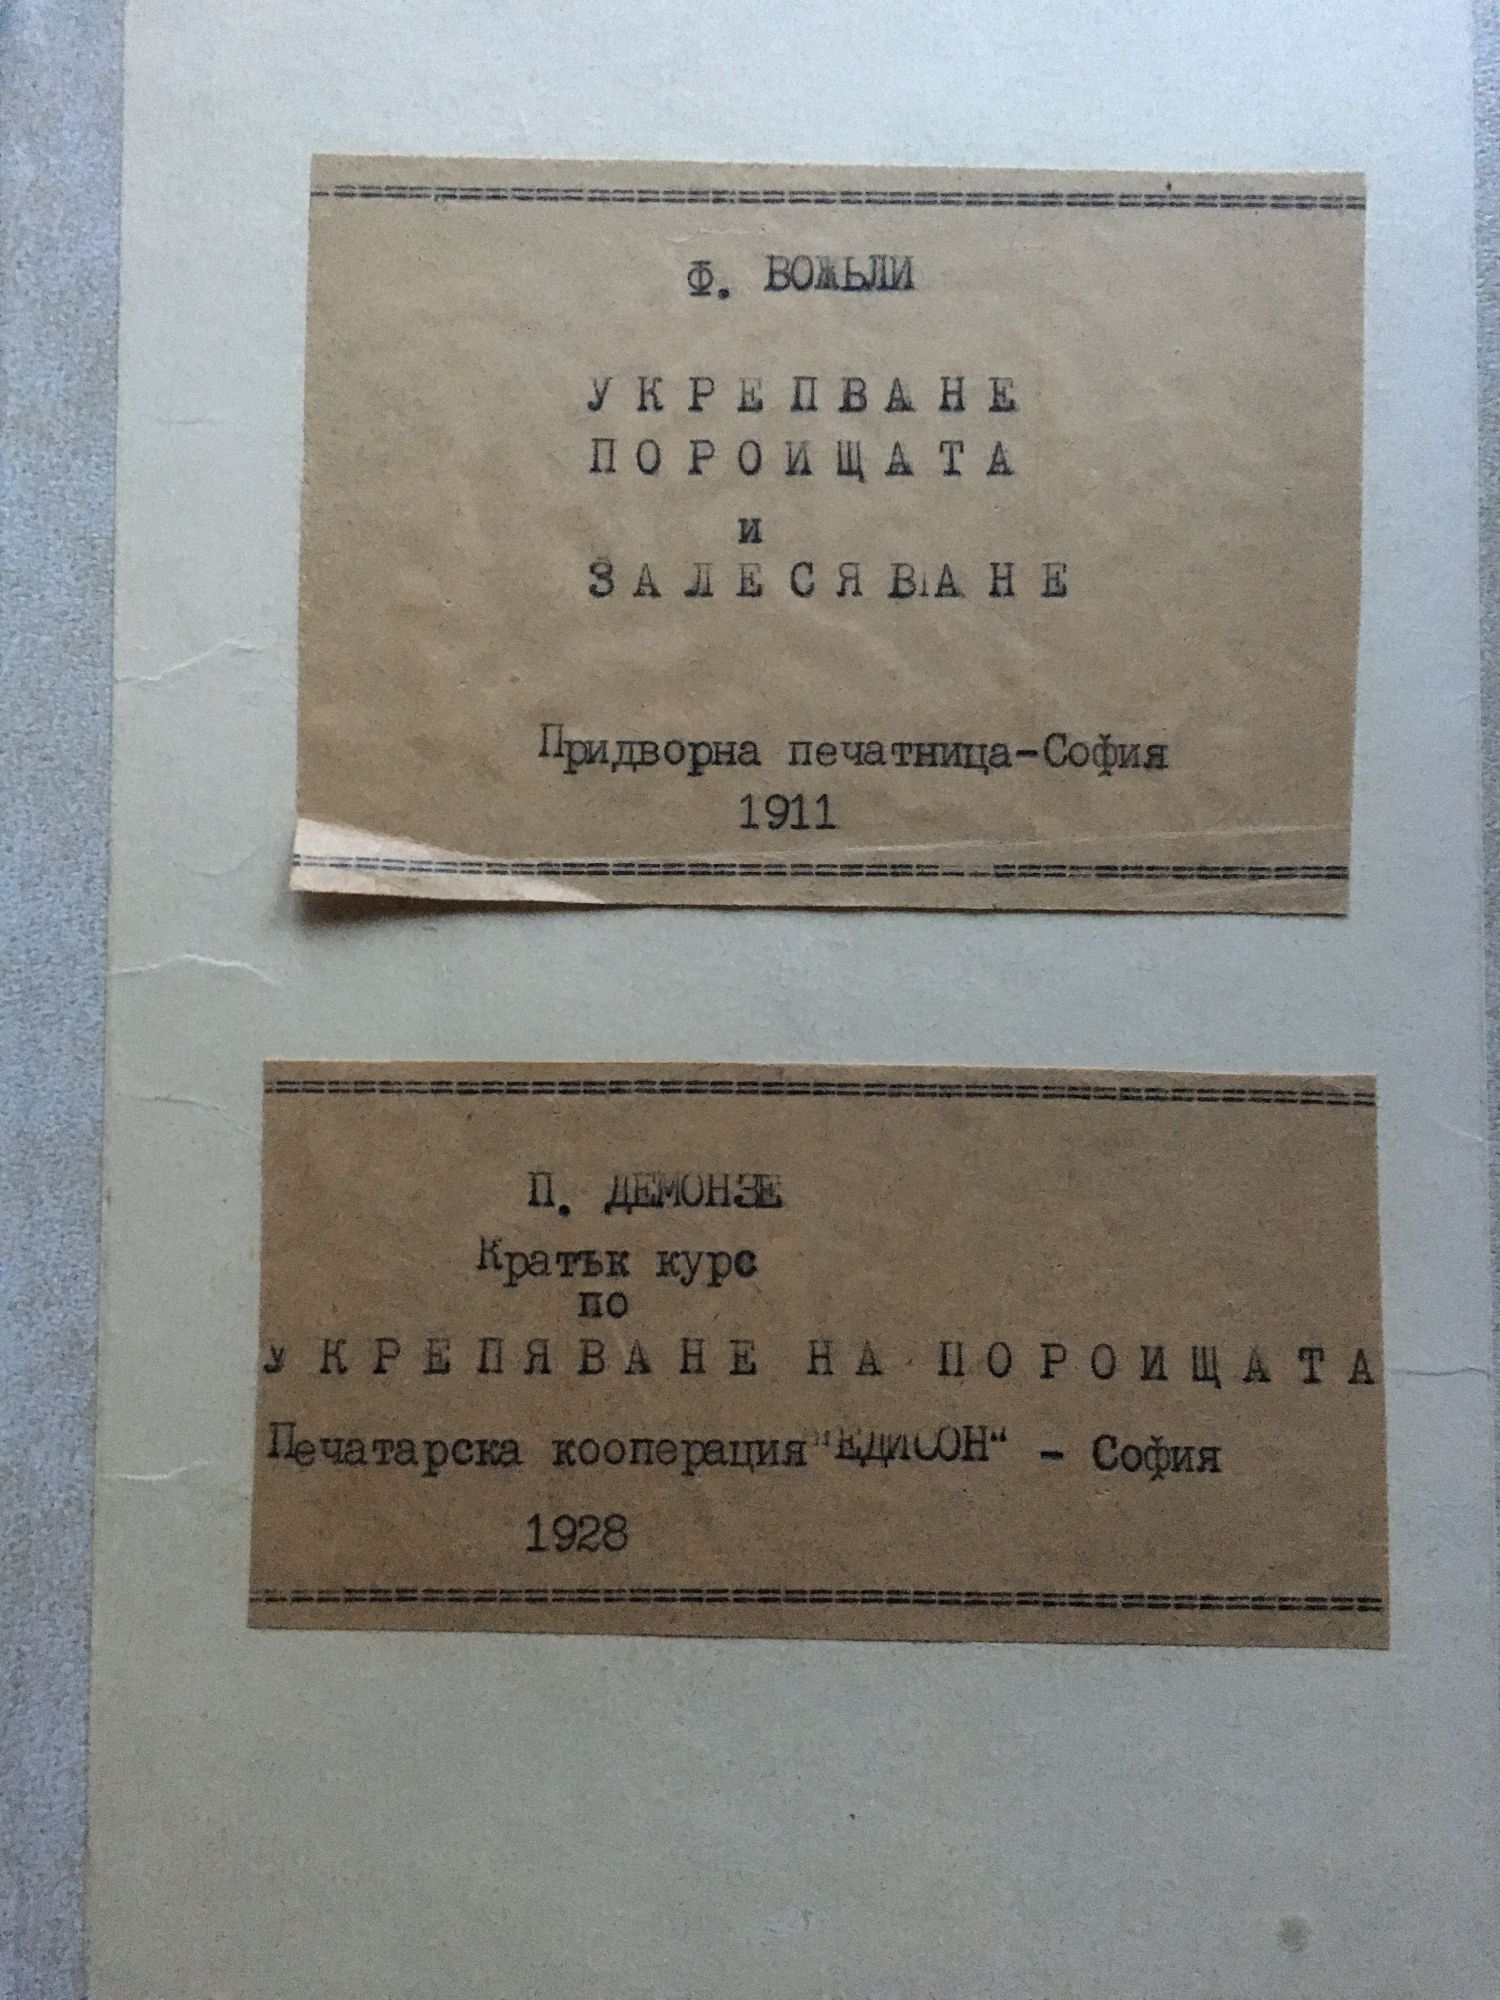 Ф. ВОЖЬЛИ
УКРЕПВАНЕ
ПОРОИЩАТА
и
ЗАЛЕСЯВАНЕ
Придворна печатница-София
1911
П. ДЕМОНЗЕ
Кратък курс
по
УКРЕПЯВАНЕ НА ПОРОИЩАТА
Печатарска кооперация "ЕДИСОН" - София
1928